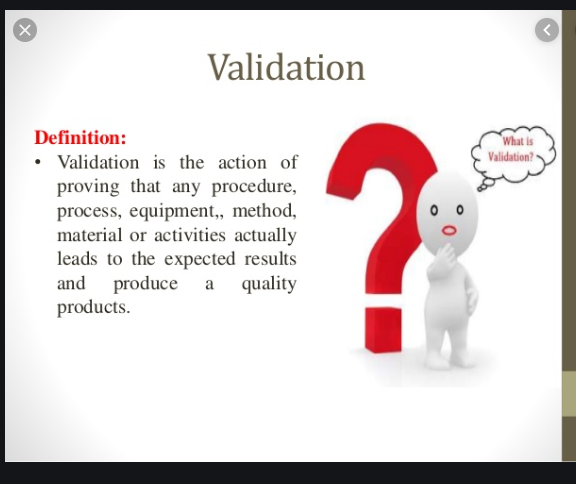 Validation
Definition:
• Validation is the action of
proving that any procedure,
process, equipment,, method,
material or activities actually
leads to the expected results
and produce a quality
products.
What is
Validation?